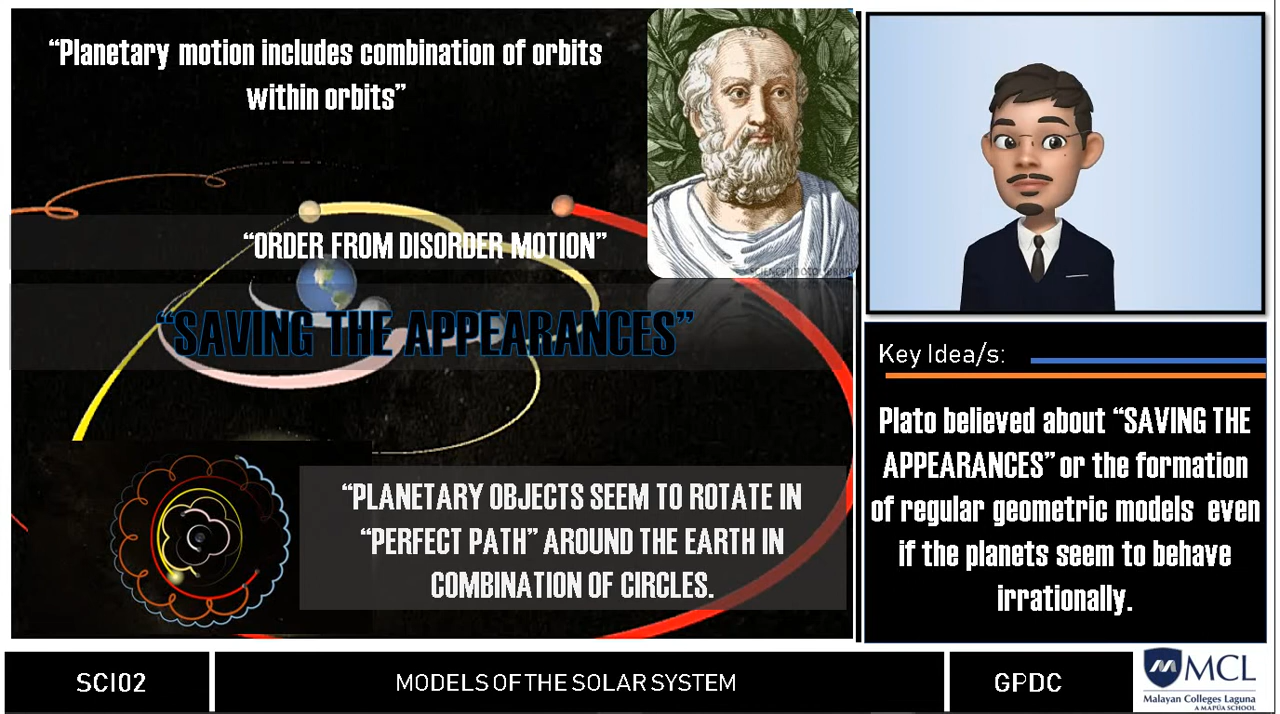 “Planetary motion includes combination of orbits
within orbits”
“ORDER FROM DISORDER MOTION”
“SAVING THE APPEARANCES”
“PLANETARY OBJECTS SEEM TO ROTATE IN
“PERFECT PATH” AROUND THE EARTH IN
COMBINATION OF CIRCLES.
Key Idea/s:
Plato believed about “SAVING THE
APPEARANCES” or the formation
of regular geometric models even
if the planets seem to behave
irrationally.
SCI02
MODELS OF THE SOLAR SYSTEM
GPDC
MCL
Malayan Colleges Laguna
A MAPÚA SCHOOL